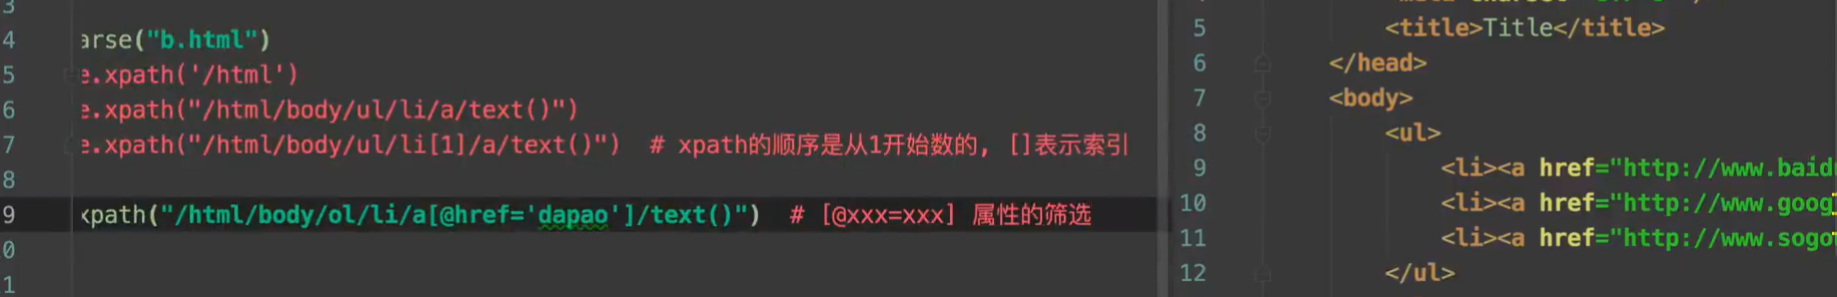 3
4 arse("b.html")
5 e.xpath('/html')
6 e.xpath("/html/body/ul/li/a/text()")
7 e.xpath("/html/body/ul/li[1]/a/text()")  # xpath的顺序是从1开始数的, []表示索引
8
9 xpath("/html/body/ol/li/a[@href='dapao']/text()")  # [@xxx=xxx] 属性的筛选
0
1
5 <title>Title</title>
6 </head>
7 <body>
8 <ul>
9 <li><a href="http://www.baid
10 <li><a href="http://www.goog
11 <li><a href="http://www.sogo
12 </ul>